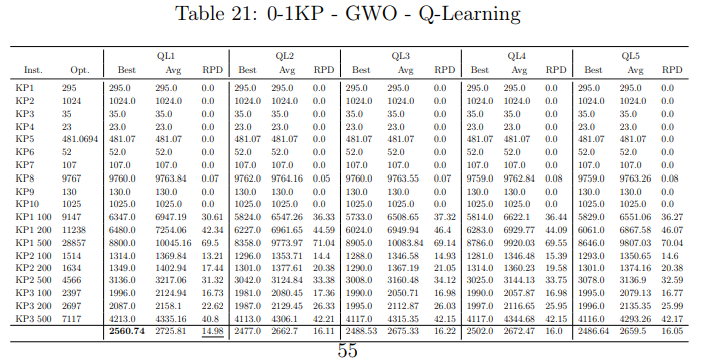 Table 21: 0-1KP - GWO - Q-Learning
QL1 QL2 QL3 QL4 QL5
Inst. Opt. Best Avg RPD Best Avg RPD Best Avg RPD Best Avg RPD Best Avg RPD
KP1 295 295.0 295.0 0.0 295.0 295.0 0.0 295.0 295.0 0.0 295.0 295.0 0.0 295.0 295.0 0.0
KP2 1024 1024.0 1024.0 0.0 1024.0 1024.0 0.0 1024.0 1024.0 0.0 1024.0 1024.0 0.0 1024.0 1024.0 0.0
KP3 35 35.0 35.0 0.0 35.0 35.0 0.0 35.0 35.0 0.0 35.0 35.0 0.0 35.0 35.0 0.0
KP4 23 23.0 23.0 0.0 23.0 23.0 0.0 23.0 23.0 0.0 23.0 23.0 0.0 23.0 23.0 0.0
KP5 481.0694 481.07 481.07 0.0 481.07 481.07 0.0 481.07 481.07 0.0 481.07 481.07 0.0 481.07 481.07 0.0
KP6 52 52.0 52.0 0.0 52.0 52.0 0.0 52.0 52.0 0.0 52.0 52.0 0.0 52.0 52.0 0.0
KP7 107 107.0 107.0 0.0 107.0 107.0 0.0 107.0 107.0 0.0 107.0 107.0 0.0 107.0 107.0 0.0
KP8 9767 9760.0 9763.84 0.07 9762.0 9764.16 0.05 9760.0 9763.55 0.07 9759.0 9762.84 0.08 9759.0 9763.26 0.08
KP9 130 130.0 130.0 0.0 130.0 130.0 0.0 130.0 130.0 0.0 130.0 130.0 0.0 130.0 130.0 0.0
KP10 1025 1025.0 1025.0 0.0 1025.0 1025.0 0.0 1025.0 1025.0 0.0 1025.0 1025.0 0.0 1025.0 1025.0 0.0
KP1 100 9147 6347.0 6947.19 30.61 5824.0 6547.26 36.33 5733.0 6508.65 37.32 5814.0 6622.1 36.44 5829.0 6551.06 36.27
KP1 200 11238 6480.0 7254.06 42.34 6227.0 6961.65 44.59 6024.0 6949.94 46.4 6283.0 6929.77 44.09 6061.0 6867.58 46.07
KP1 500 28857 8800.0 10045.16 69.5 8358.0 9773.97 71.04 8905.0 10083.84 69.14 8786.0 9920.03 69.55 8646.0 9807.03 70.04
KP2 100 1514 1314.0 1369.84 13.21 1296.0 1353.71 14.4 1288.0 1346.58 14.93 1281.0 1346.48 15.39 1293.0 1350.65 14.6
KP2 200 1634 1349.0 1402.94 17.44 1301.0 1377.61 20.38 1290.0 1367.19 21.05 1314.0 1360.23 19.58 1301.0 1374.16 20.38
KP2 500 4566 3136.0 3217.06 31.32 3042.0 3124.84 33.38 3008.0 3160.48 34.12 3025.0 3144.13 33.75 3078.0 3136.9 32.59
KP3 100 2397 1996.0 2124.94 16.73 1981.0 2080.45 17.36 1990.0 2050.71 16.98 1990.0 2057.87 16.98 1995.0 2079.13 16.77
KP3 200 2697 2087.0 2158.1 22.62 1987.0 2129.45 26.33 1995.0 2112.87 26.03 1997.0 2116.65 25.95 1996.0 2135.35 25.99
KP3 500 7117 4213.0 4335.16 40.8 4113.0 4306.1 42.21 4117.0 4315.35 42.15 4117.0 4344.68 42.15 4116.0 4293.26 42.17
2560.74 2725.81 14.98 2477.0 2662.7 16.11 2488.53 2675.33 16.22 2502.0 2672.47 16.0 2486.64 2659.5 16.05
55